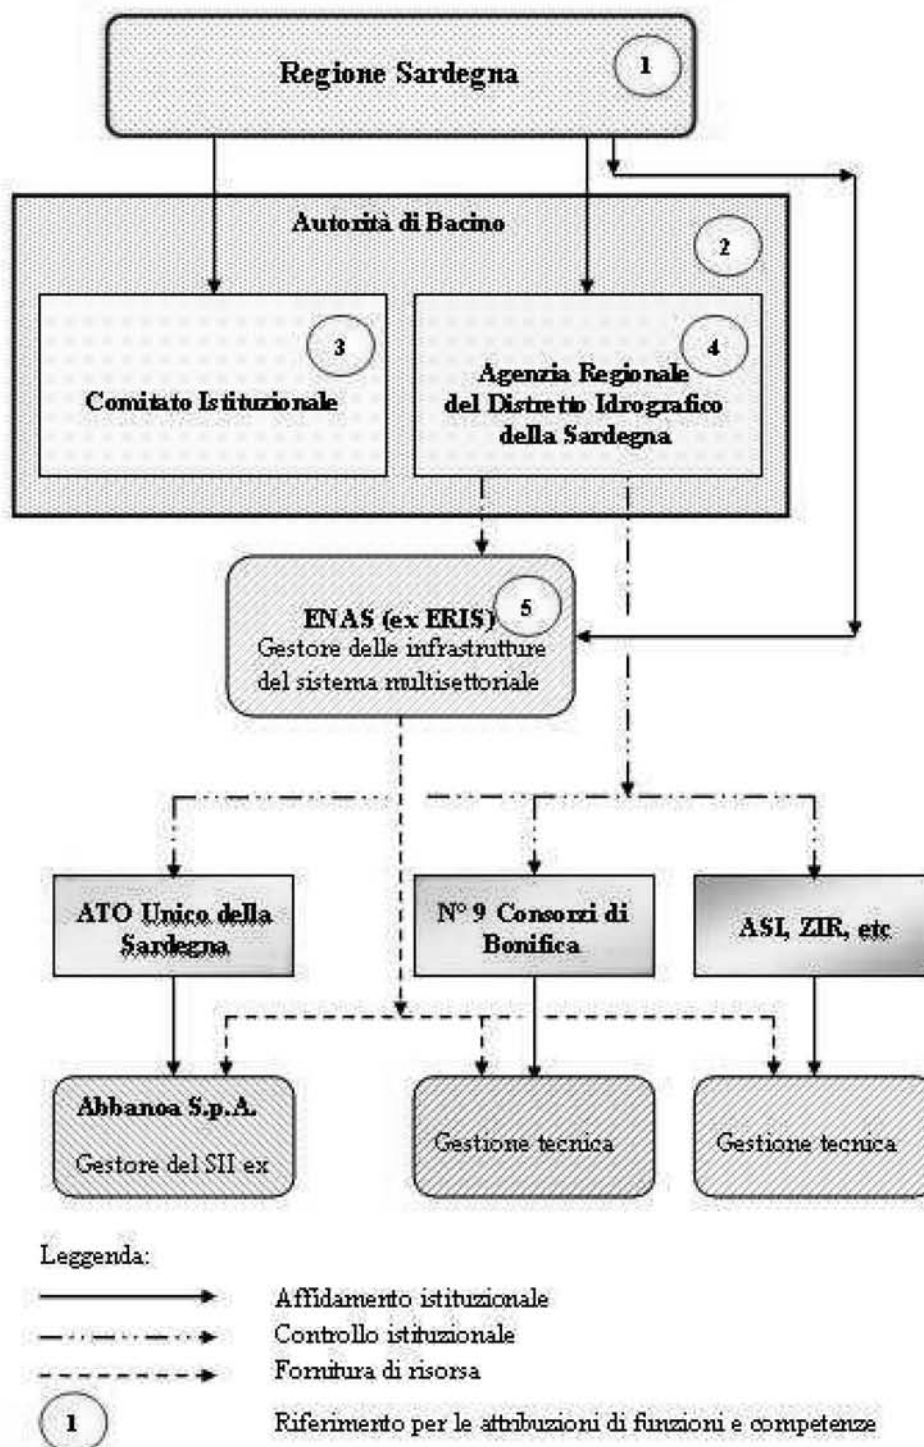 Regione Sardegna
1
Autorità di Bacino
2
3
Comitato Istituzionale
4
Agenzia Regionale
del Distretto Idrografico
della Sardegna
5
ENAS (ex ERIS)
Gestore delle infrastrutture
del sistema multisettoriale
ATO Unico della
Sardegna
N° 9 Consorzi di
Bonifica
ASI, ZIR, etc
Abbanoa S.p.A.
Gestore del SII ex
Gestione tecnica
Gestione tecnica
Leggenda:
Affidamento istituzionale
Controllo istituzionale
Fornitura di risorsa
1
Riferimento per le attribuzioni di funzioni e competenze